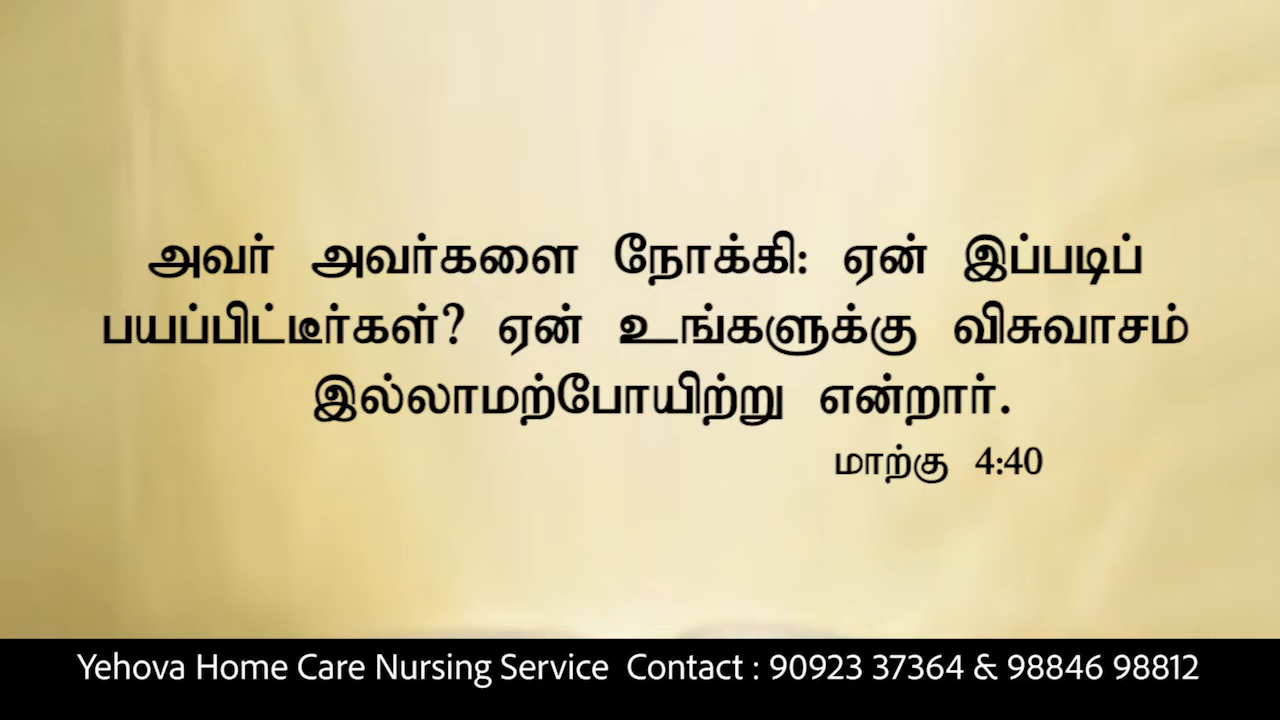 அவர் அவர்களை நோக்கி: ஏன் இப்படிப்
பயப்பிட்டீர்கள்? ஏன் உங்களுக்கு விசுவாசம்
இல்லாமற்போயிற்று என்றார்.
மாற்கு 4:40
Yehova Home Care Nursing Service Contact : 90923 37364 & 98846 98812